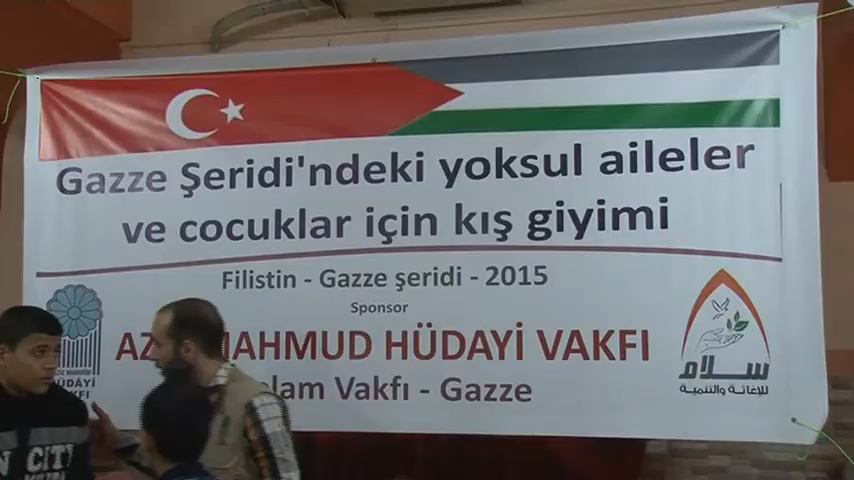 Gazze Şeridi'ndeki yoksul aileler
ve cocuklar için kış giyimi
Filistin - Gazze şeridi - 2015
Sponsor
MAHMUD HÜDAYİ VAKFI
Vakfı - Gazze
HÜDAYİ
سلام
للإغاثة والتنمية
CITY